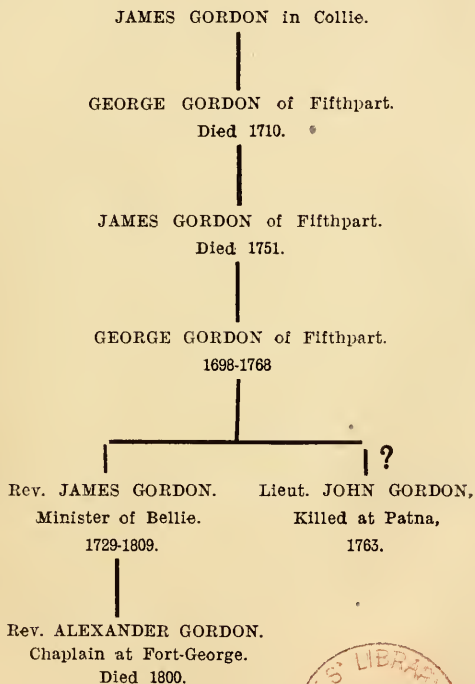 JAMES GORDON in Collie.
GEORGE GORDON of Fifthpart.
Died 1710.
JAMES GORDON of Fifthpart.
Died 1751.
GEORGE GORDON of Fifthpart.
1698-1768
?
Rev. JAMES GORDON.
Minister of Bellie.
1729-1809.
Lieut. JOHN GORDON,
Killed at Patna,
1763.
Rev. ALEXANDER GORDON.
Chaplain at Fort-George.
Died 1800.